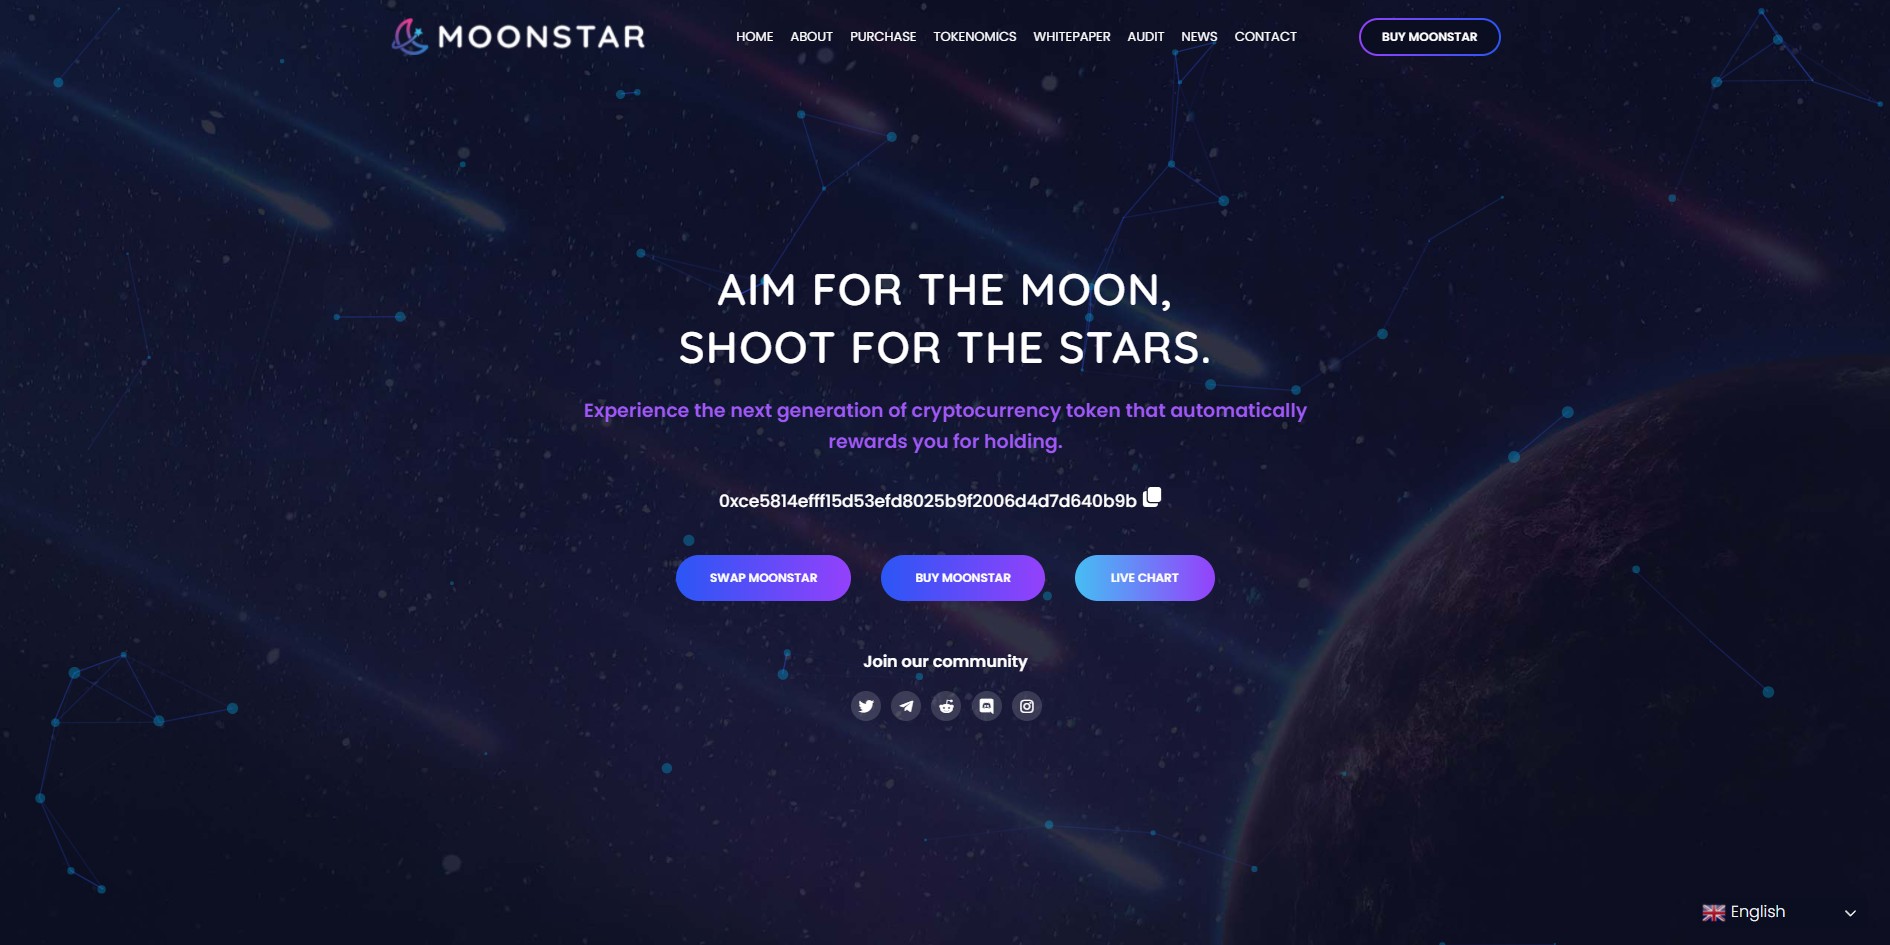 MOONSTAR
HOME ABOUT PURCHASE TOKENOMICS WHITEPAPER AUDIT NEWS CONTACT
BUY MOONSTAR
AIM FOR THE MOON,
SHOOT FOR THE STARS.
Experience the next generation of cryptocurrency token that automatically
rewards you for holding.
0xce5814efff15d53efd8025b9f2006d4d7d640b9b
SWAP MOONSTAR
BUY MOONSTAR
LIVE CHART
Join our community
English